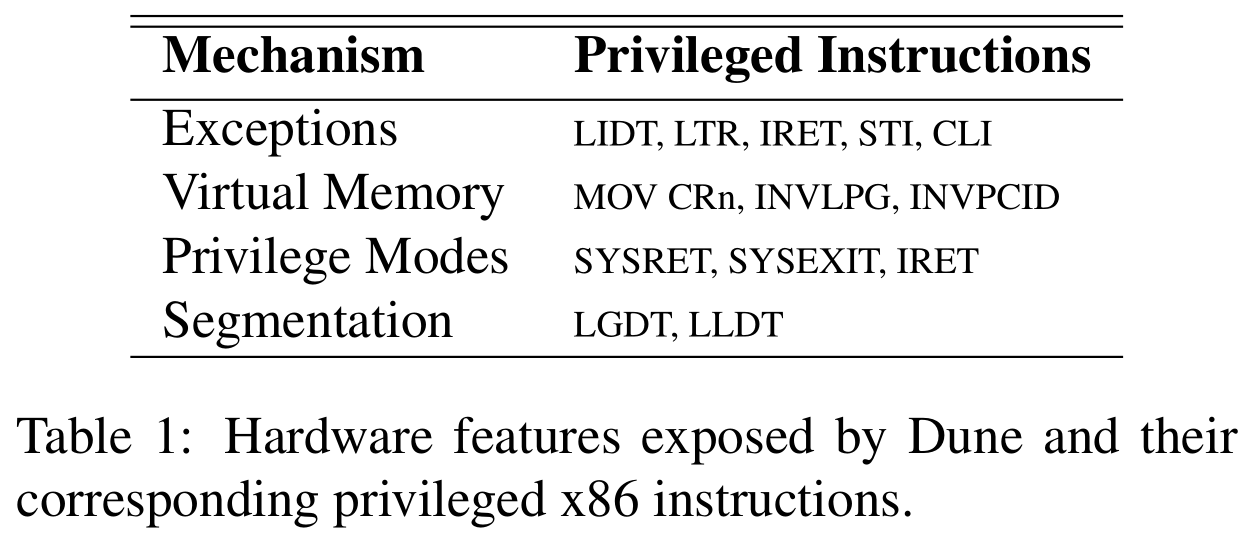 Mechanism Privileged Instructions
Exceptions LIDT, LTR, IRET, STI, CLI
Virtual Memory MOV CRn, INVLPG, INVPCID
Privilege Modes SYSRET, SYSEXIT, IRET
Segmentation LGDT, LLDT
Table 1: Hardware features exposed by Dune and their
corresponding privileged x86 instructions.